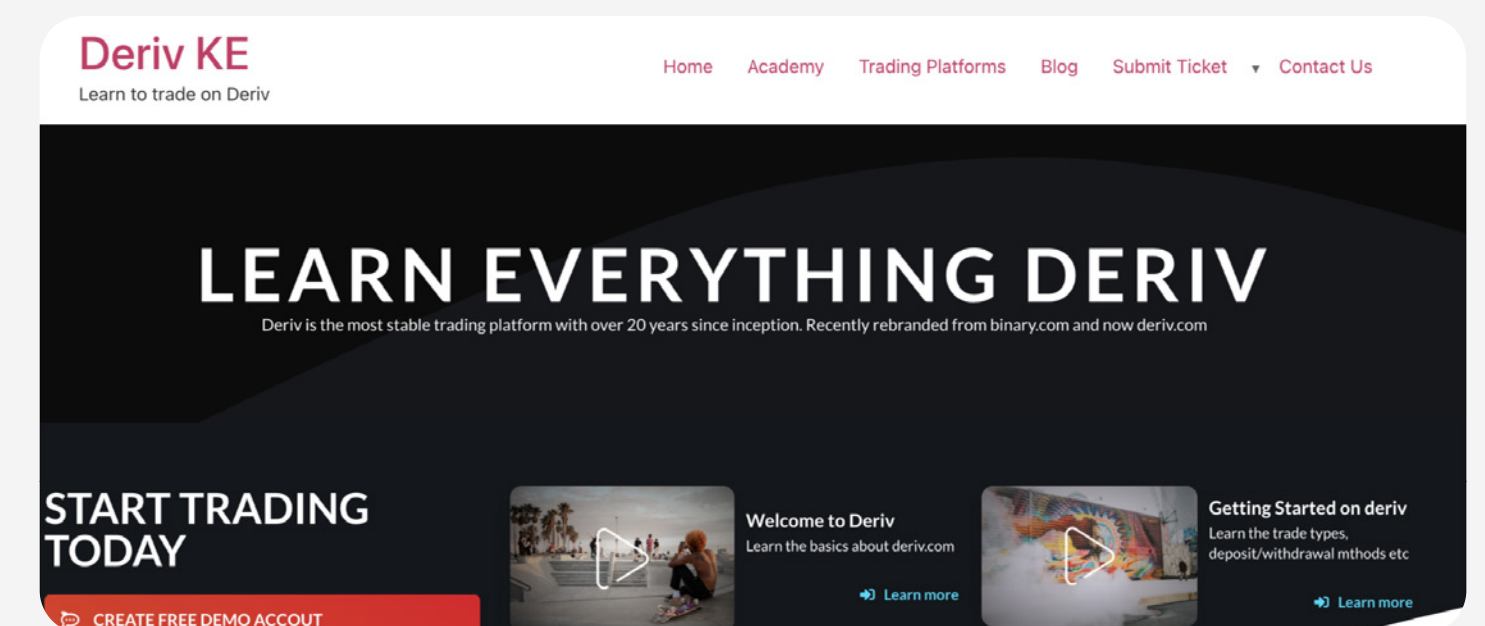 Deriv KE
Learn to trade on Deriv
Home Academy Trading Platforms Blog Submit Ticket ▾ Contact Us
LEARN EVERYTHING DERIV
Deriv is the most stable trading platform with over 20 years since inception. Recently rebranded from binary.com and now deriv.com
START TRADING
TODAY
CREATE FREE DEMO ACCOUT
Welcome to Deriv
Learn the basics about deriv.com
Learn more
Getting Started on deriv
Learn the trade types,
deposit/withdrawal mthods etc
Learn more